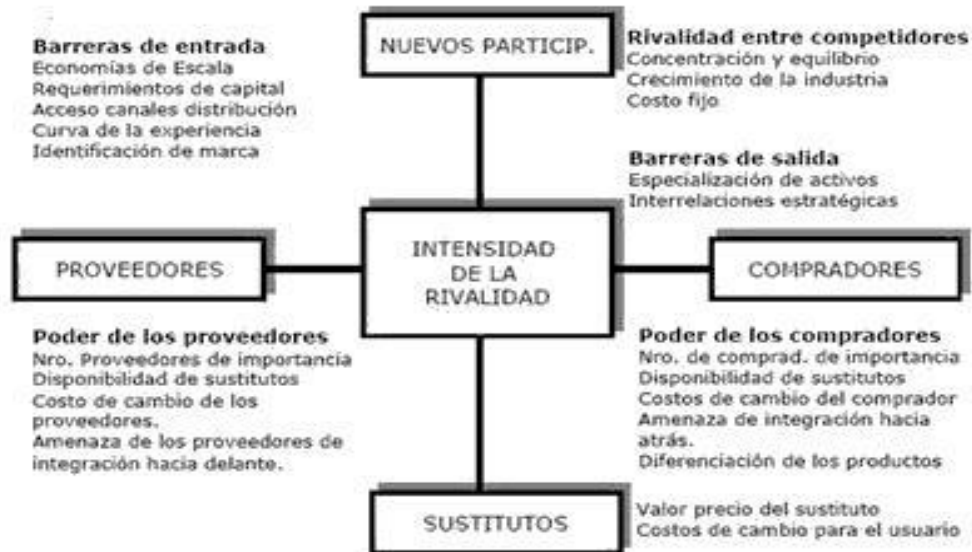 Barreras de entrada
Economías de Escala
Requerimientos de capital
Acceso canales distribución
Curva de la experiencia
Identificación de marca
NUEVOS PARTICIP.
Rivalidad entre competidores
Concentración y equilibrio
Crecimiento de la industria
Costo fijo
Barreras de salida
Especialización de activos
Interrelaciones estratégicas
PROVEEDORES
INTENSIDAD
DE LA
RIVALIDAD
COMPRADORES
Poder de los proveedores
Nro. Proveedores de importancia
Disponibilidad de sustitutos
Costo de cambio de los
proveedores.
Amenaza de los proveedores de
integración hacia delante.
Poder de los compradores
Nro. de comprad. de importancia
Disponibilidad de sustitutos
Costos de cambio del comprador
Amenaza de integración hacia
atrás.
Diferenciación de los productos
SUSTITUTOS
Valor precio del sustituto
Costos de cambio para el usuario